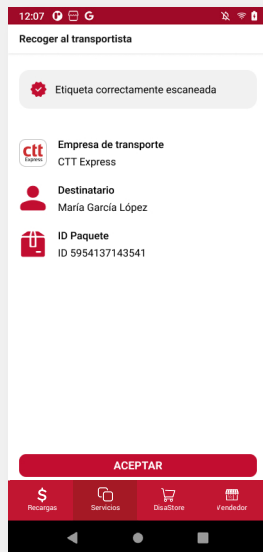 12:07
Recoger al transportista
Etiqueta correctamente escaneada
ctt
Express
Empresa de transporte
CTT Express
Destinatario
María García López
ID Paquete
ID 5954137143541
ACEPTAR
Recargas
Servicios
DisaStore
Vendedor